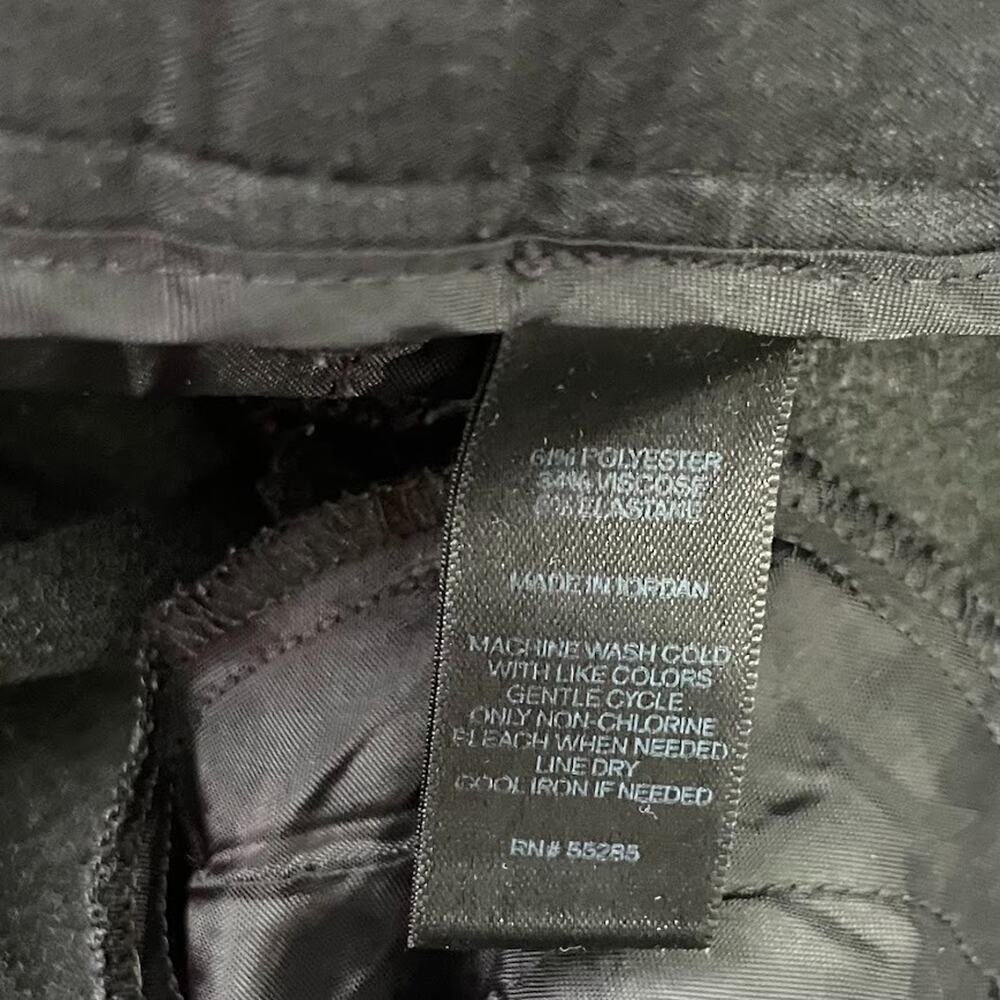 POLYESTER
34% VISCOSE
ELASTANE
MADE IN JORDAN
MACHINE WASH COLD
WITH LIKE COLORS
GENTLE CYCLE
ONLY NON-CHLORINE
BLEACH WHEN NEEDED
LINE DRY
COOL IRON IF NEEDED
RN# 55285